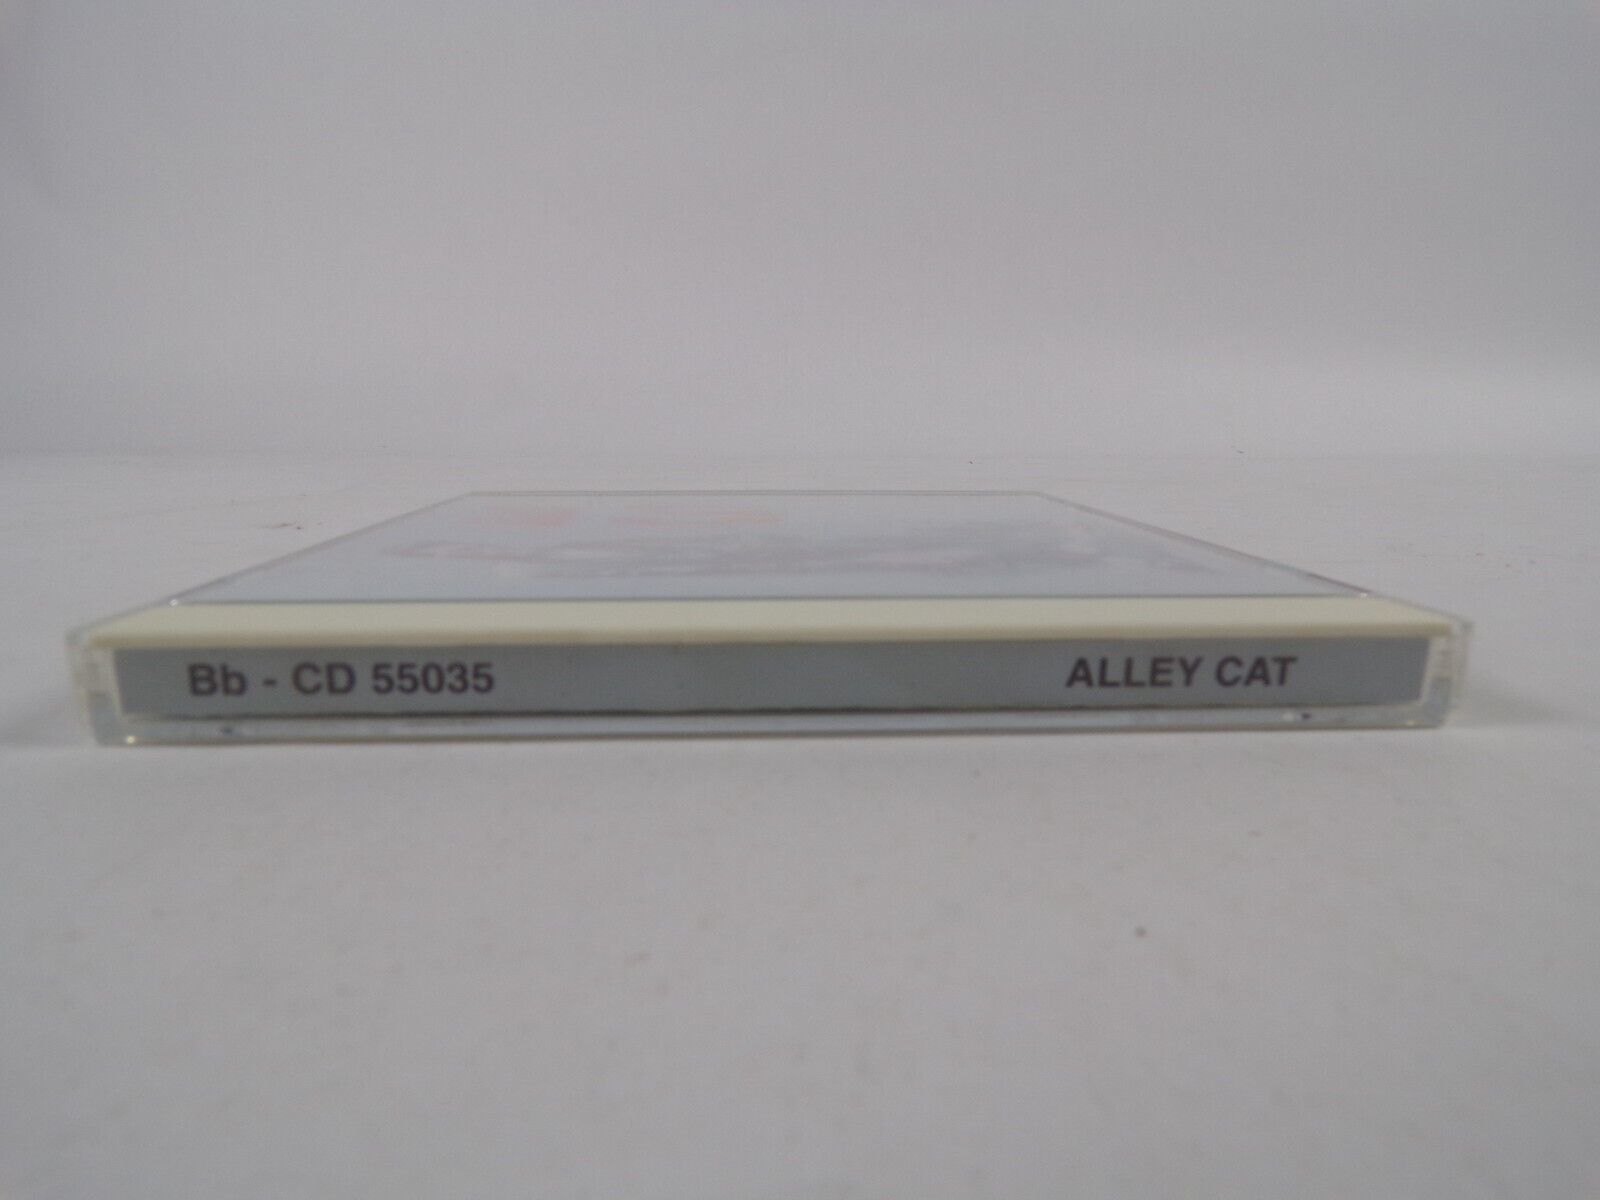 Bb - CD 55035 ALLEY CAT